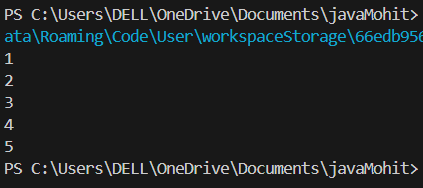 PS C:\Users\DELL\OneDrive\Documents\javaMohit>
ata\Roaming\Code\User\workspaceStorage\66edb956
1
2
3
4
5
PS C:\Users\DELL\OneDrive\Documents\javaMohit>